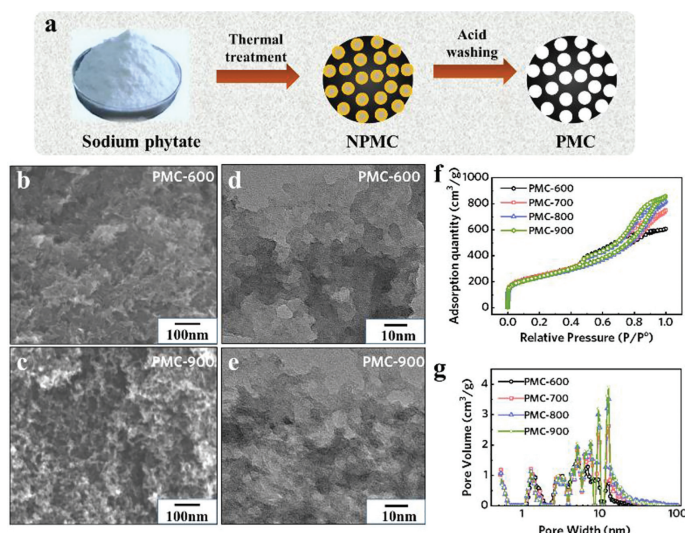 a
Thermal
treatment
Acid
washing
Sodium phytate
NPMC
PMC
b
PMC-600
100nm
d
PMC-600
10nm
c
PMC-900
100nm
e
PMC-900
10nm
f
Adsorption quantity (cm³/g)
1000
800
600
400
200
0
PMC-600
PMC-700
PMC-800
PMC-900
0.0 0.2 0.4 0.6 0.8 1.0
Relative Pressure (P/P⁰)
g
Pore Volume (cm³/g)
5
4
3
2
1
0
PMC-600
PMC-700
PMC-800
PMC-900
1 10 100
Pore Width (nm)